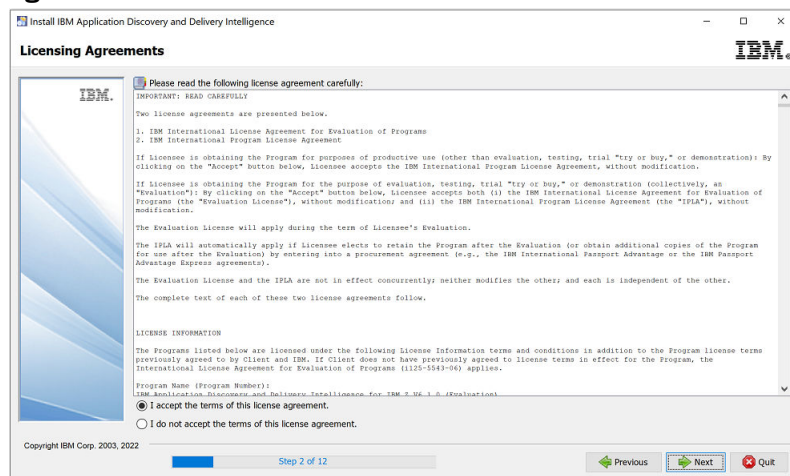 Install IBM Application Discovery and Delivery Intelligence
Licensing Agreements
IBM.
IBM.
Please read the following license agreement carefully:
IMPORTANT: READ CAREFULLY
Two license agreements are presented below.
1. IBM International License Agreement for Evaluation of Programs
2. IBM International Program License Agreement
If Licensee is obtaining the Program for purposes of productive use (other than evaluation, testing, trial "try or buy," or demonstration): By
clicking on the "Accept" button below, Licensee accepts the IBM International Program License Agreement, without modification.
If Licensee is obtaining the Program for the purpose of evaluation, testing, trial "try or buy," or demonstration (collectively, an
"Evaluation"): By clicking on the "Accept" button below, Licensee accepts both (i) the IBM International License Agreement for Evaluation of
Programs (the "Evaluation License"), without modification; and (ii) the IBM International Program License Agreement (the "IPLA"), without
modification.
The Evaluation License will apply during the term of Licensee's Evaluation.
The IPLA will automatically apply if Licensee elects to retain the Program after the Evaluation (or obtain additional copies of the Program
for use after the Evaluation) by entering into a procurement agreement (e.g., the IBM International Passport Advantage or the IBM Passport
Advantage Express agreements).
The Evaluation License and the IPLA are not in effect concurrently; neither modifies the other; and each is independent of the other.
The complete text of each of these two license agreements follow.
LICENSE INFORMATION
The Programs listed below are licensed under the following License Information terms and conditions in addition to the Program license terms
previously agreed to by Client and IBM. If Client does not have previously agreed to license terms in effect for the Program, the
International License Agreement for Evaluation of Programs (i125-5543-06) applies.
Program Name (Program Number):
IBM Application Discovery and Delivery Intelligence for IBM Z V6.1.0 (Evaluation)
I accept the terms of this license agreement.
I do not accept the terms of this license agreement.
Copyright IBM Corp. 2003, 2022
Step 2 of 12
Previous
Next
Quit